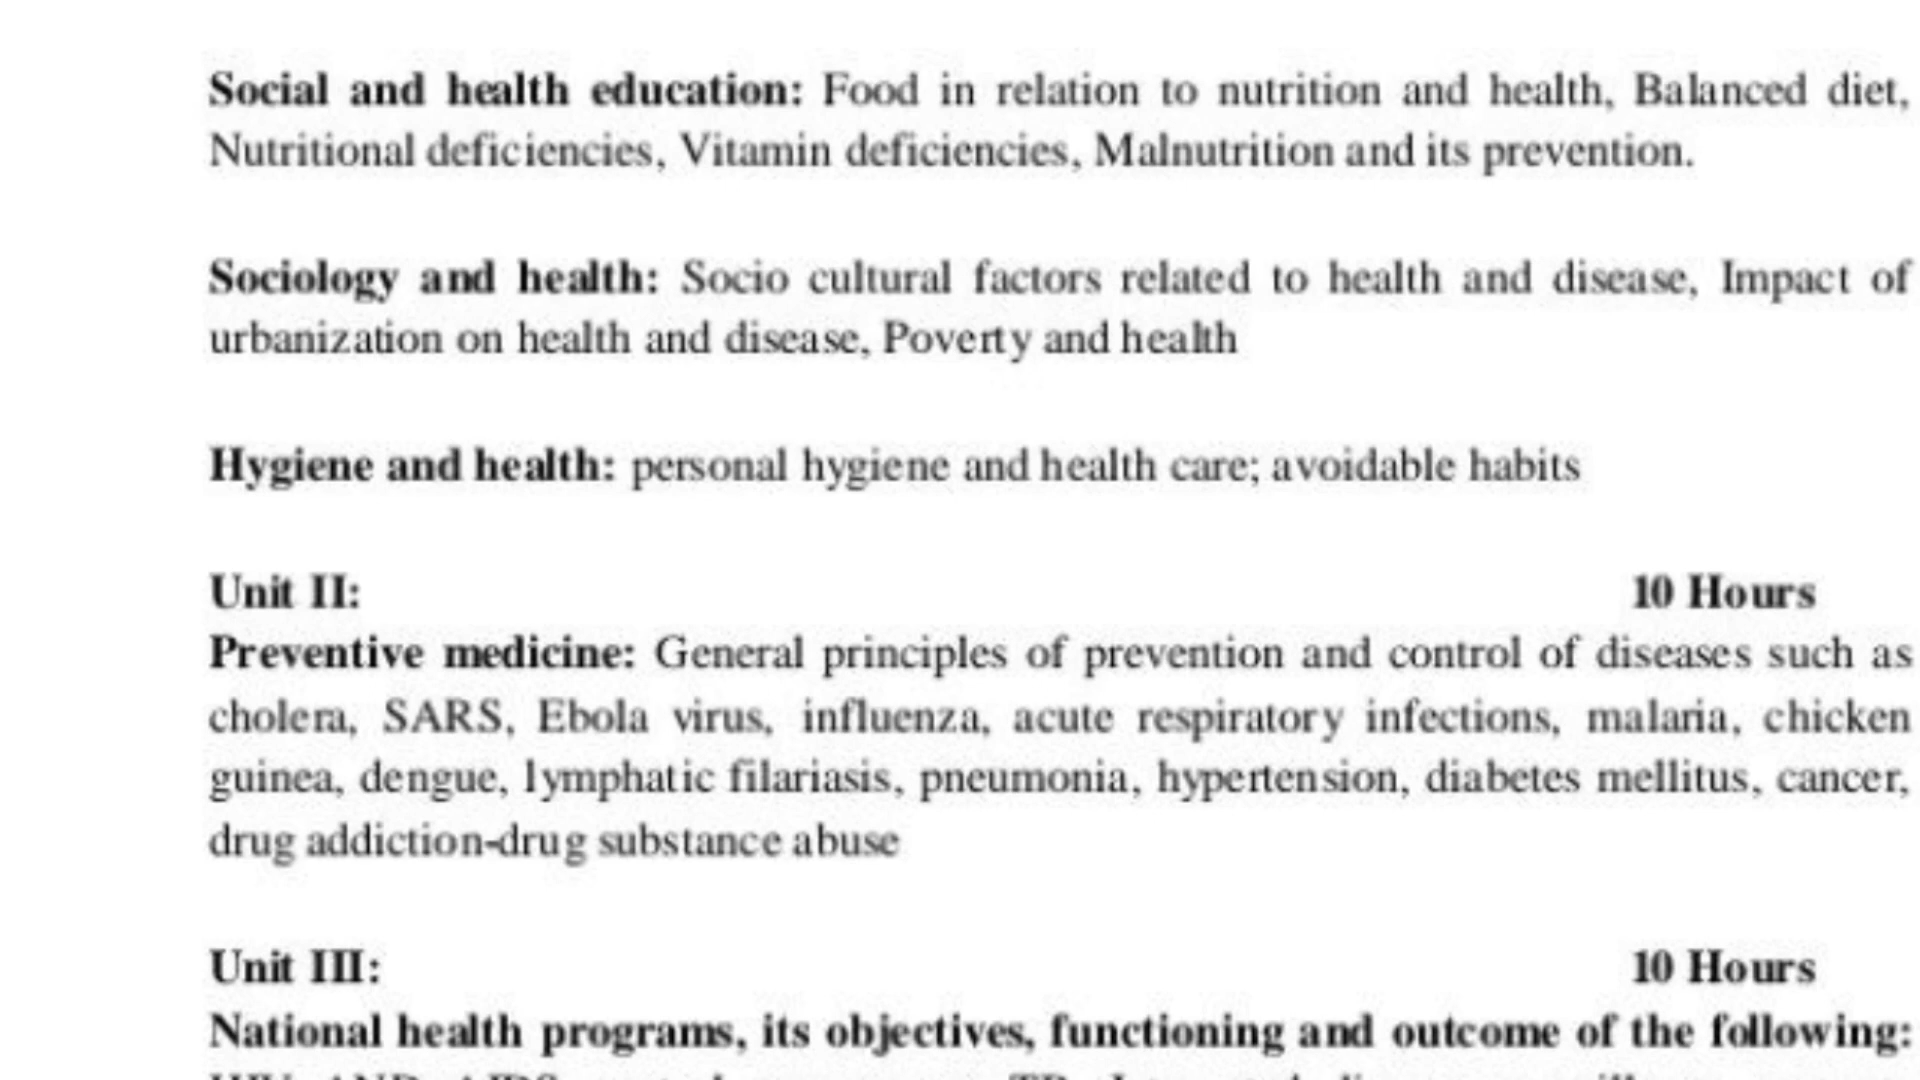 Social and health education: Food in relation to nutrition and health, Balanced diet,
Nutritional deficiencies, Vitamin deficiencies, Malnutrition and its prevention.
Sociology and health: Socio cultural factors related to health and disease, Impact of
urbanization on health and disease, Poverty and health
Hygiene and health: personal hygiene and health care; avoidable habits
Unit II: 10 Hours
Preventive medicine: General principles of prevention and control of diseases such as
cholera, SARS, Ebola virus, influenza, acute respiratory infections, malaria, chicken
guinea, dengue, lymphatic filariasis, pneumonia, hypertension, diabetes mellitus, cancer,
drug addiction-drug substance abuse
Unit III: 10 Hours
National health programs, its objectives, functioning and outcome of the following: